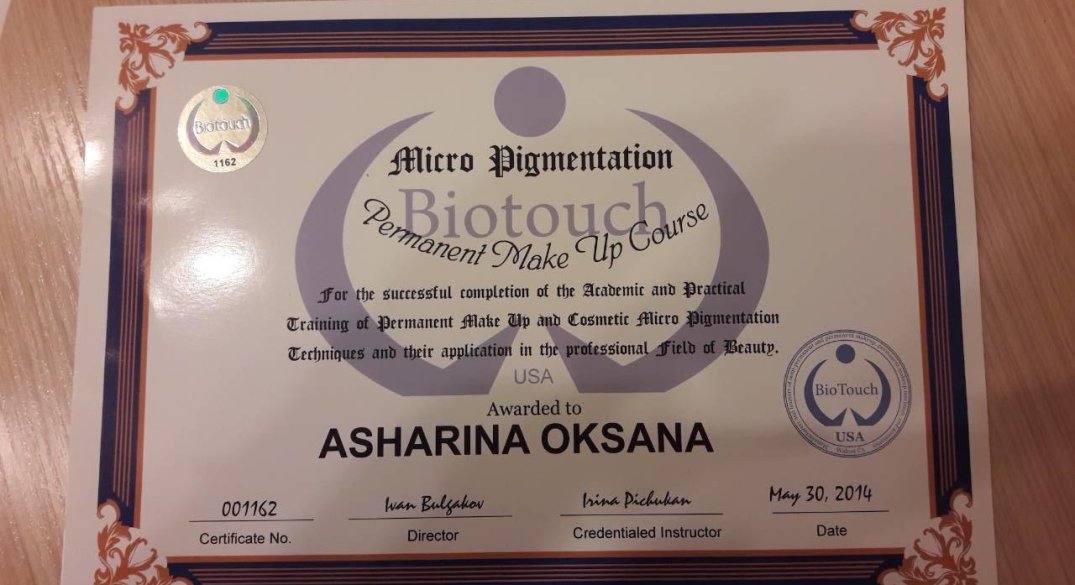 Biotouch
1162
Micro Pigmentation
Biotouch
Permanent Make Up Course
For the successful completion of the Academic and Practical
Training of Permanent Make Up and Cosmetic Micro Pigmentation
Techniques and their application in the professional Field of Beauty.
USA
Awarded to
ASHARINA OKSANA
BioTouch
USA
Walnut CA
001162
Certificate No.
Ivan Bulgakov
Director
Irina Pichukan
Credentialed Instructor
May 30, 2014
Date